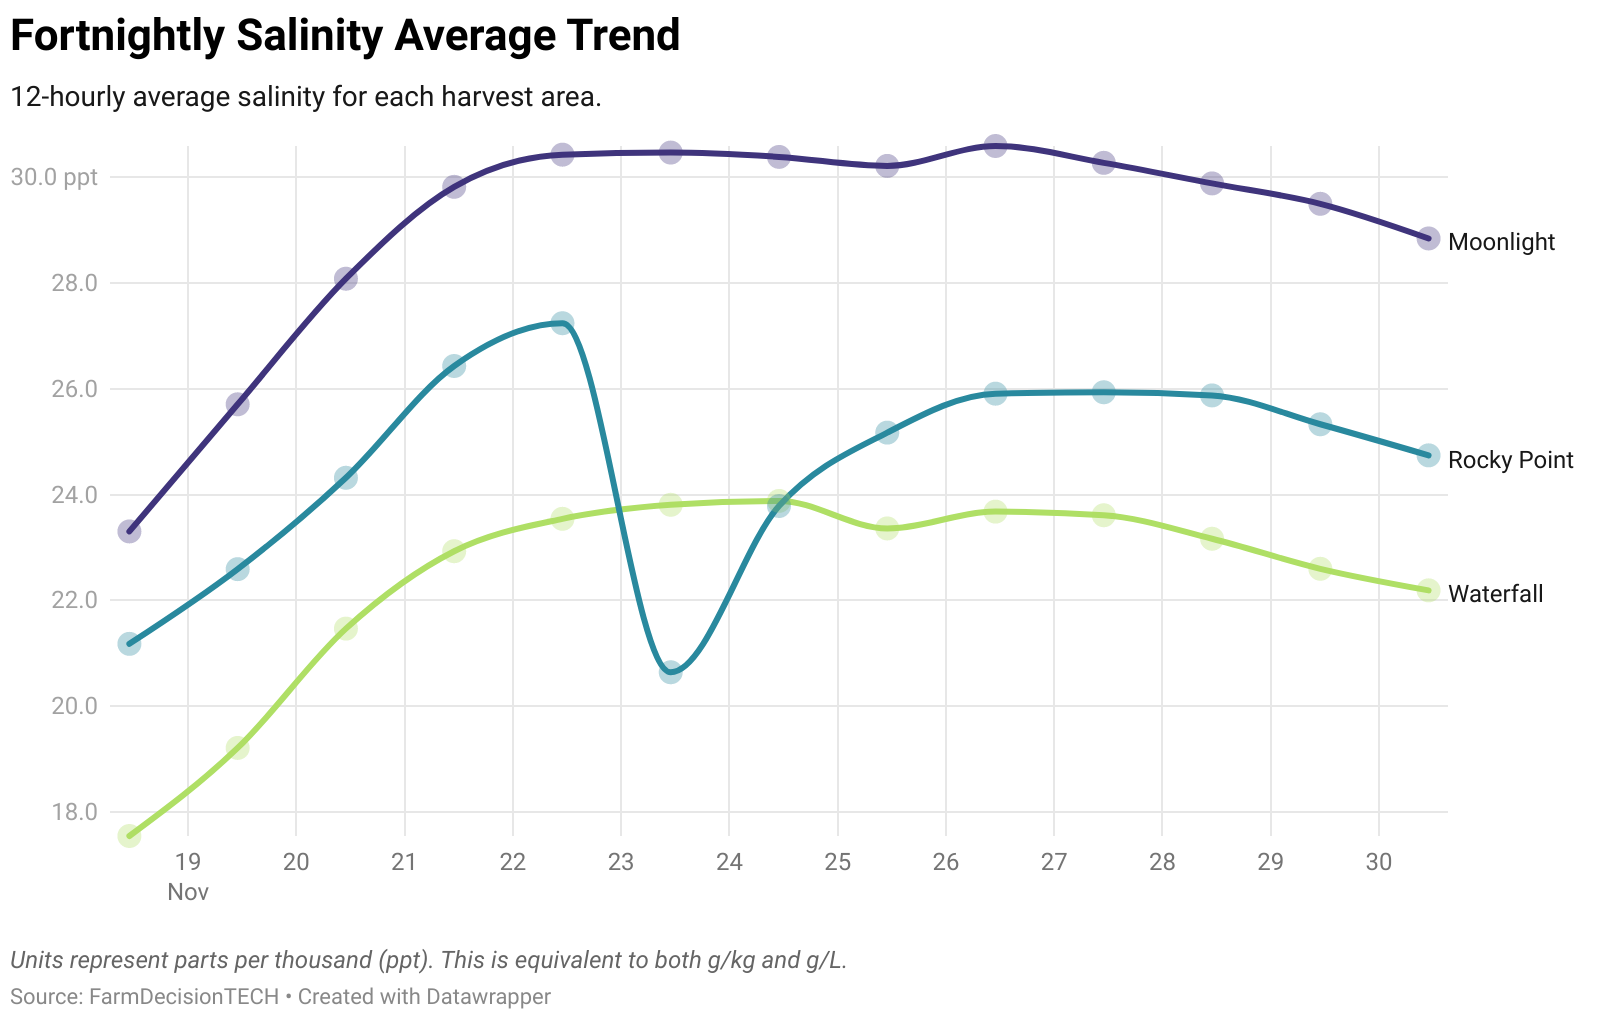 Fortnightly Salinity Average Trend
12-hourly average salinity for each harvest area.
30.0 ppt
28.0
26.0
24.0
22.0
20.0
18.0
Moonlight
Rocky Point
Waterfall
19 20 21 22 23 24 25 26 27 28 29 30
Nov
Units represent parts per thousand (ppt). This is equivalent to both g/kg and g/L.
Source: FarmDecisionTECH • Created with Datawrapper